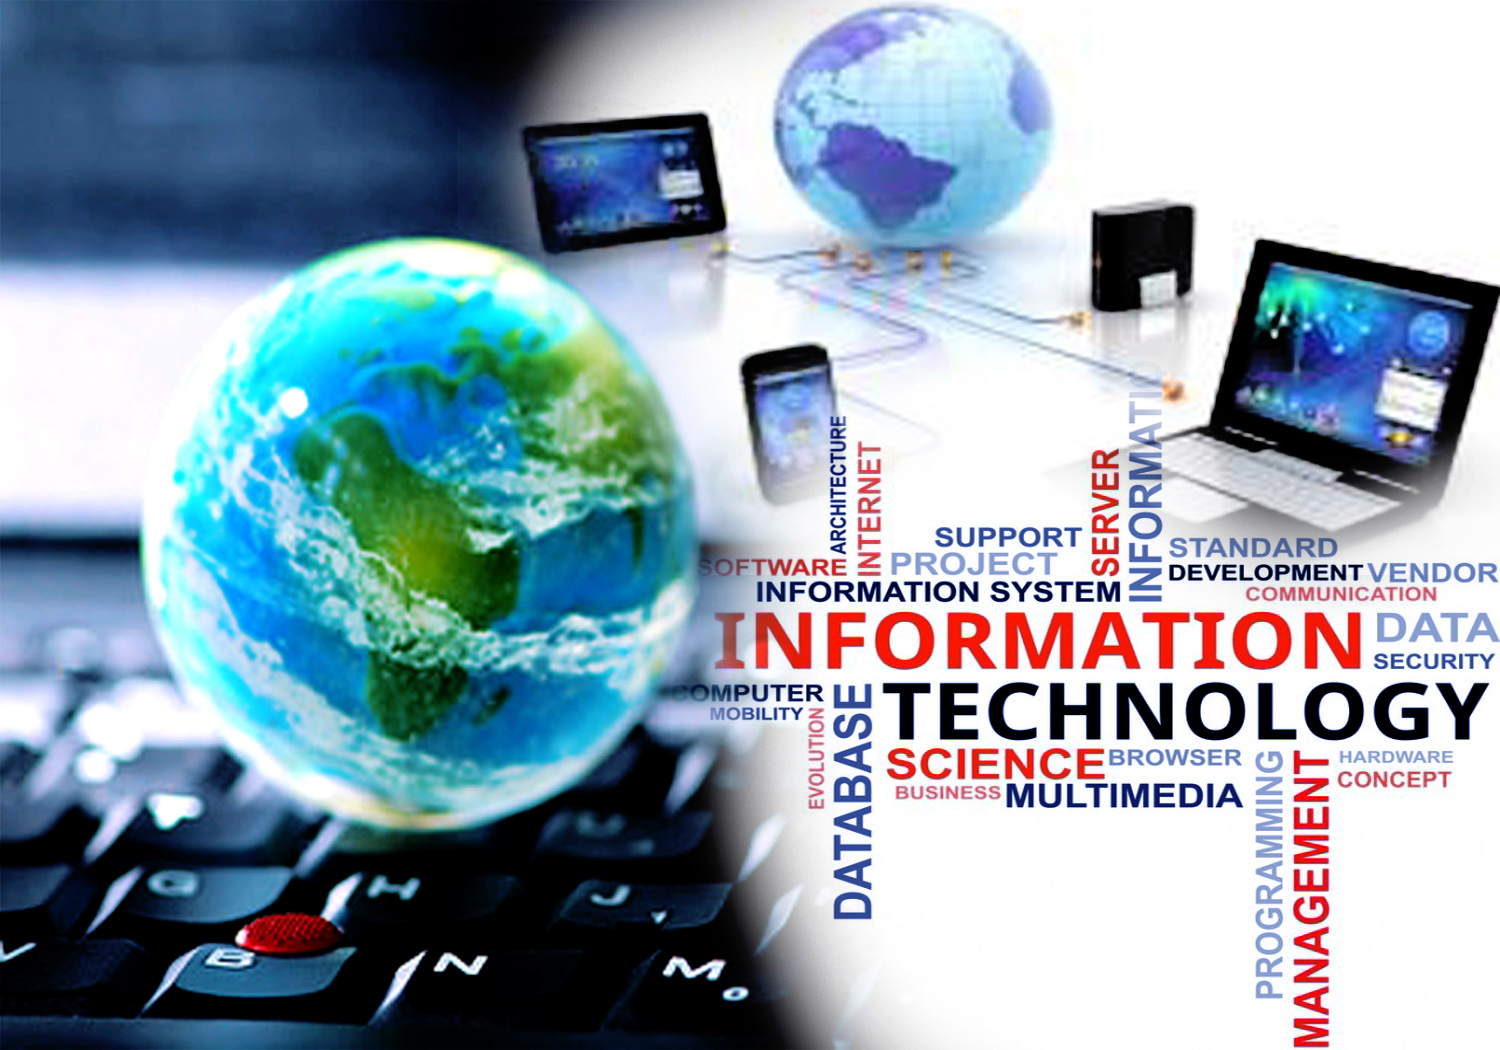 ARCHITECTURE
INTERNET
SERVER
INFORMATI
SUPPORT
STANDARD
SOFTWARE
PROJECT
DEVELOPMENT
VENDOR
INFORMATION SYSTEM
COMMUNICATION
INFORMATION
DATA
SECURITY
COMPUTER
TECHNOLOGY
MOBILITY
EVOLUTION
DATABASE
SCIENCE
BROWSER
HARDWARE
BUSINESS
MULTIMEDIA
CONCEPT
PROGRAMMING
MANAGEMENT
G
H
J
V
B
N
M